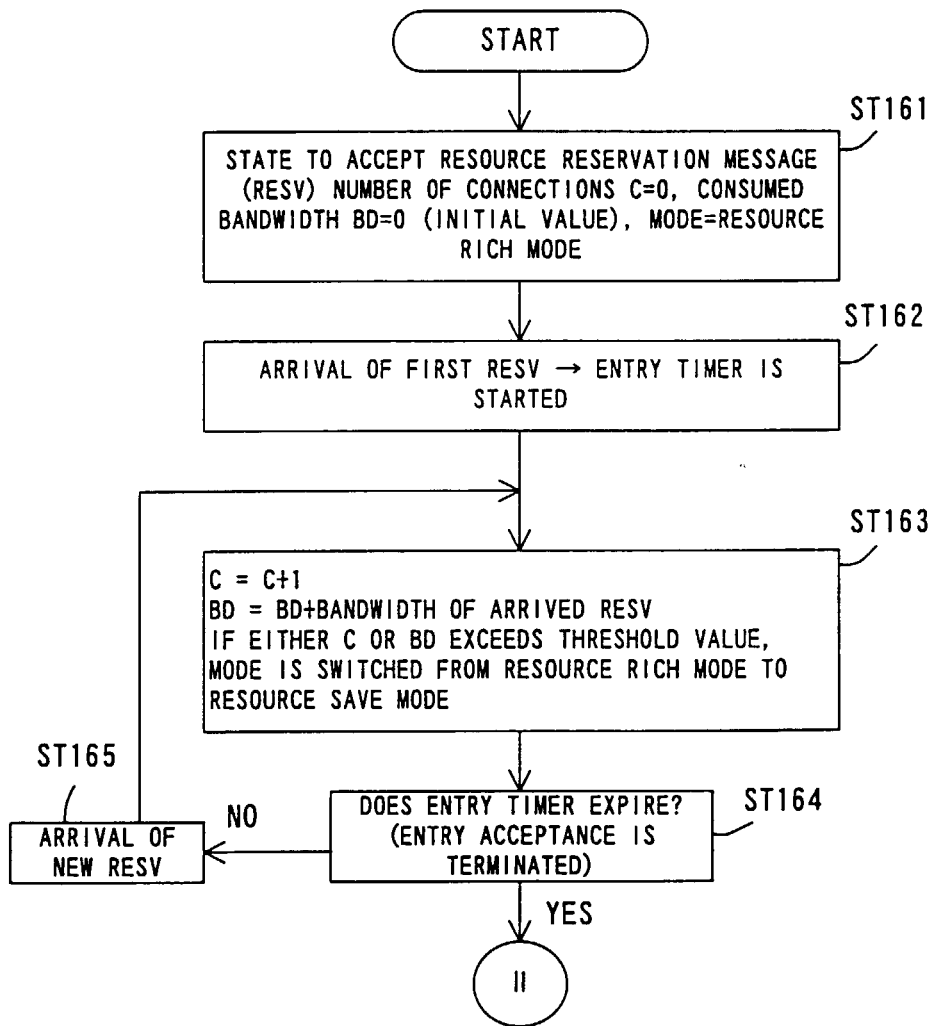 START
ST161
STATE TO ACCEPT RESOURCE RESERVATION MESSAGE
(RESV) NUMBER OF CONNECTIONS C=0, CONSUMED
BANDWIDTH BD=0 (INITIAL VALUE), MODE=RESOURCE
RICH MODE
ST162
ARRIVAL OF FIRST RESV → ENTRY TIMER IS
STARTED
ST163
C = C+1
BD = BD+BANDWIDTH OF ARRIVED RESV
IF EITHER C OR BD EXCEEDS THRESHOLD VALUE,
MODE IS SWITCHED FROM RESOURCE RICH MODE TO
RESOURCE SAVE MODE
ST165
ARRIVAL OF
NEW RESV
NO
ST164
DOES ENTRY TIMER EXPIRE?
(ENTRY ACCEPTANCE IS
TERMINATED)
YES
II